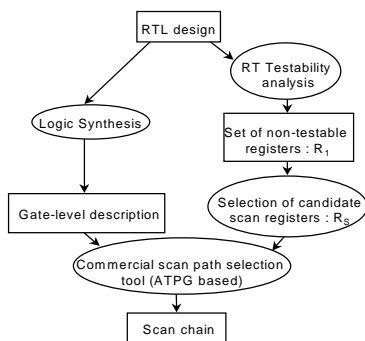 RTL design
RT Testability
analysis
Logic Synthesis
Set of non-testable
registers : R1
Gate-level description
Selection of candidate
scan registers : RS
Commercial scan path selection
tool (ATPG based)
Scan chain